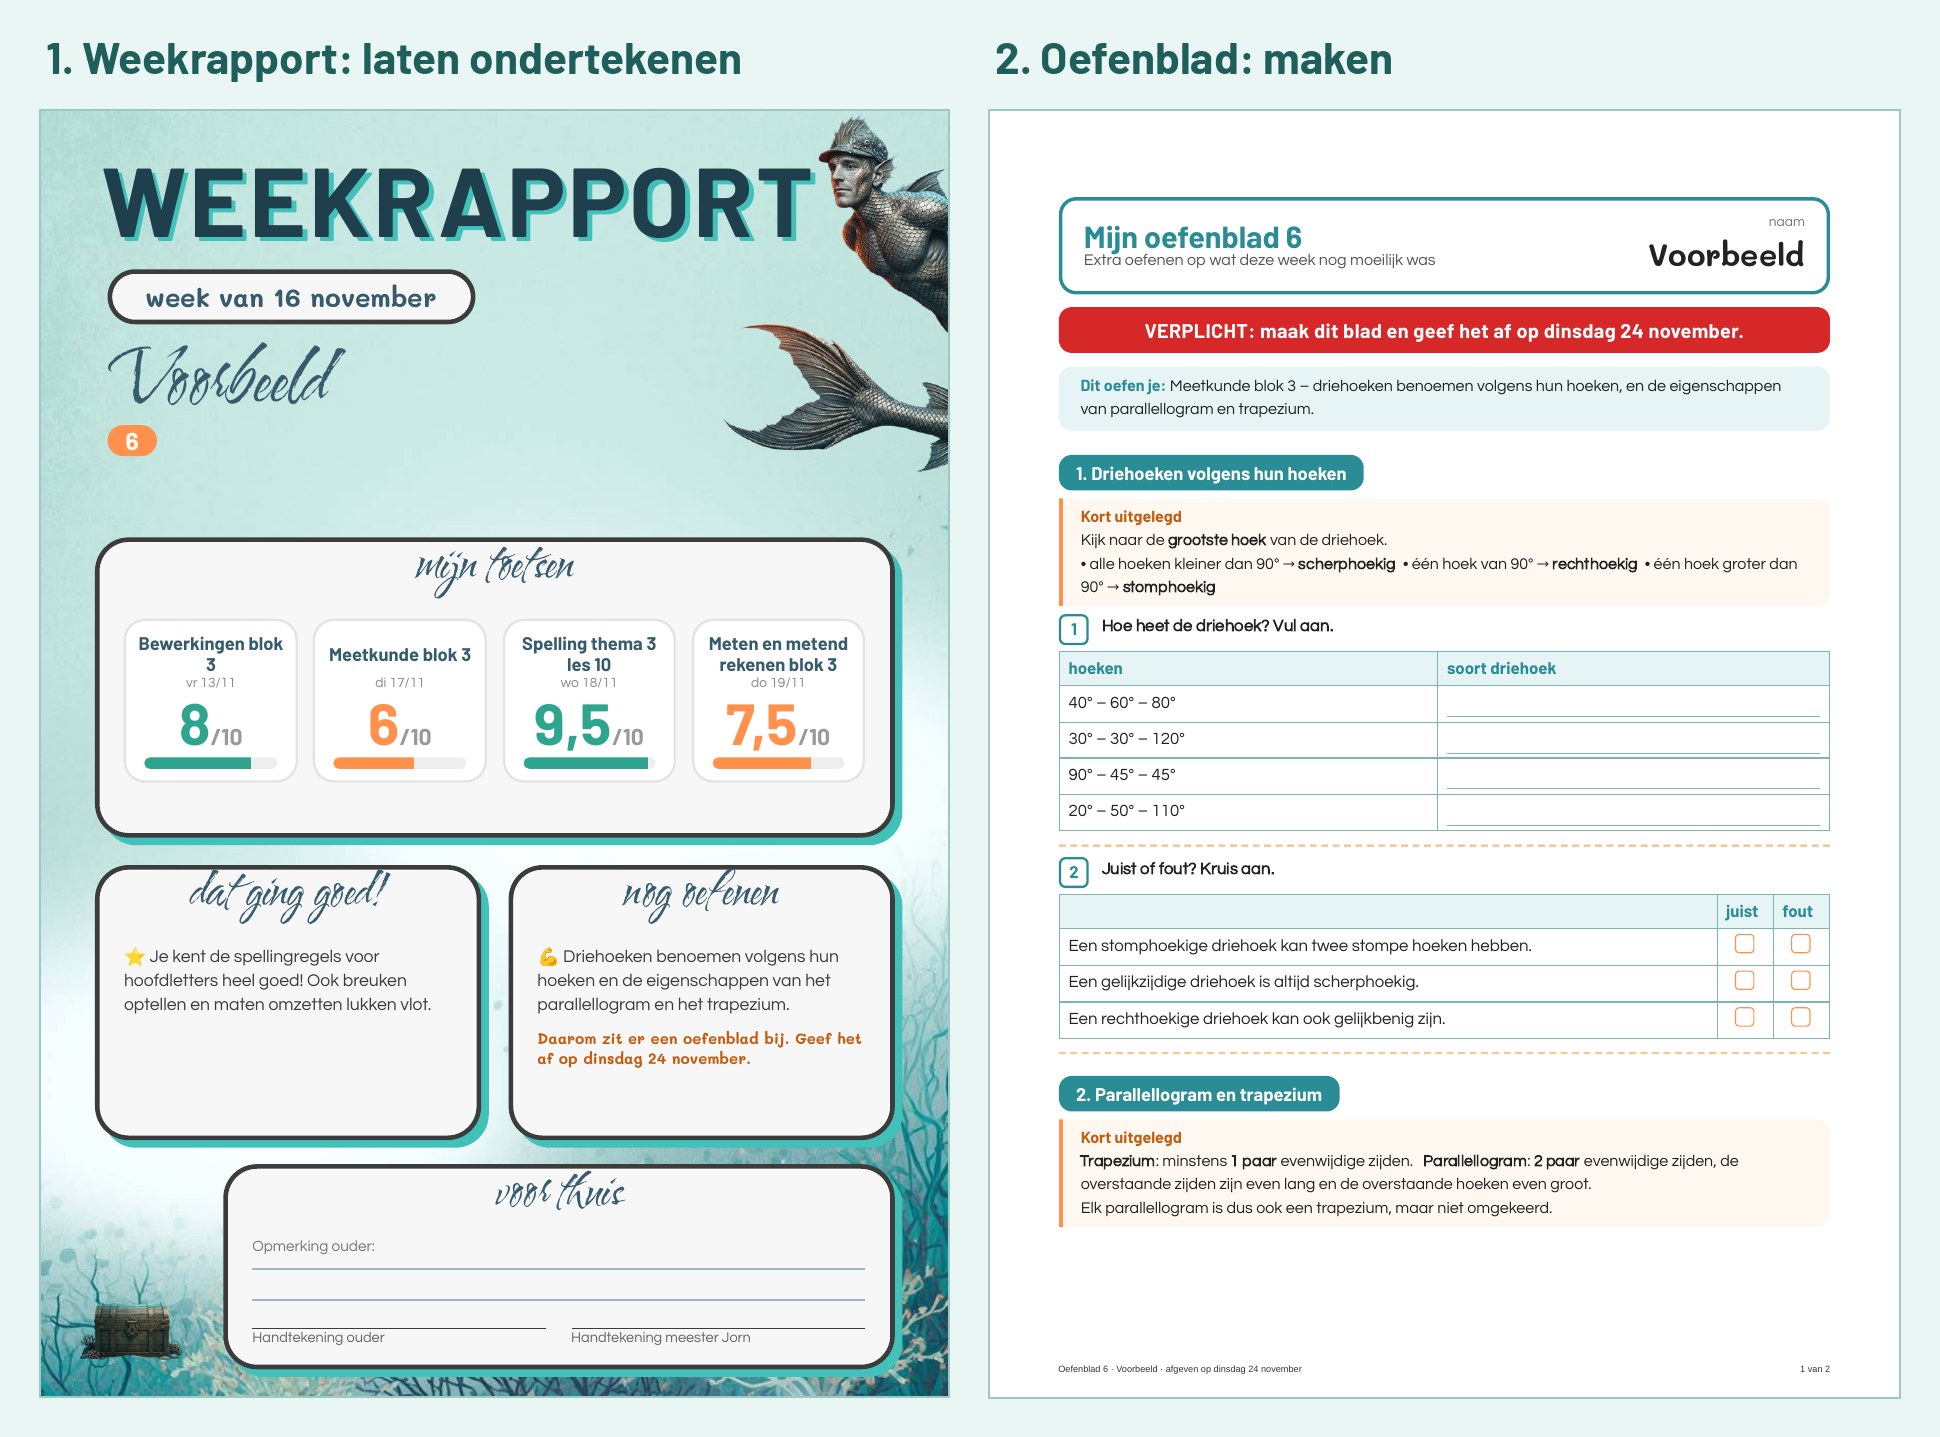 1. Weekrapport: laten ondertekenen
WEEKRAPPORT
week van 16 november
Voorbeeld
6
mijn toetsen
Bewerkingen blok
3
vr 13/11
8/10
Meetkunde blok 3
di 17/11
6/10
Spelling thema 3
les 10
wo 18/11
9,5/10
Meten en metend
rekenen blok 3
do 19/11
7,5/10
dat ging goed!
⭐ Je kent de spellingregels voor
hoofdletters heel goed! Ook breuken
optellen en maten omzetten lukken vlot.
nog oefenen
💪 Driehoeken benoemen volgens hun
hoeken en de eigenschappen van het
parallellogram en het trapezium.
Daarom zit er een oefenblad bij. Geef het
af op dinsdag 24 november.
voor thuis
Opmerking ouder:
Handtekening ouder
Handtekening meester Jorn
2. Oefenblad: maken
Mijn oefenblad 6
Extra oefenen op wat deze week nog moeilijk was
naam
Voorbeeld
VERPLICHT: maak dit blad en geef het af op dinsdag 24 november.
Dit oefen je: Meetkunde blok 3 – driehoeken benoemen volgens hun hoeken, en de eigenschappen
van parallellogram en trapezium.
1. Driehoeken volgens hun hoeken
Kort uitgelegd
Kijk naar de grootste hoek van de driehoek.
• alle hoeken kleiner dan 90° → scherphoekig • één hoek van 90° → rechthoekig • één hoek groter dan
90° → stomphoekig
1 Hoe heet de driehoek? Vul aan.
hoeken soort driehoek
40° – 60° – 80°
30° – 30° – 120°
90° – 45° – 45°
20° – 50° – 110°
2 Juist of fout? Kruis aan.
juist fout
Een stomphoekige driehoek kan twee stompe hoeken hebben.
Een gelijkzijdige driehoek is altijd scherphoekig.
Een rechthoekige driehoek kan ook gelijkbenig zijn.
2. Parallellogram en trapezium
Kort uitgelegd
Trapezium: minstens 1 paar evenwijdige zijden. Parallellogram: 2 paar evenwijdige zijden, de
overstaande zijden zijn even lang en de overstaande hoeken even groot.
Elk parallellogram is dus ook een trapezium, maar niet omgekeerd.
Oefenblad 6 · Voorbeeld · afgeven op dinsdag 24 november
1 van 2